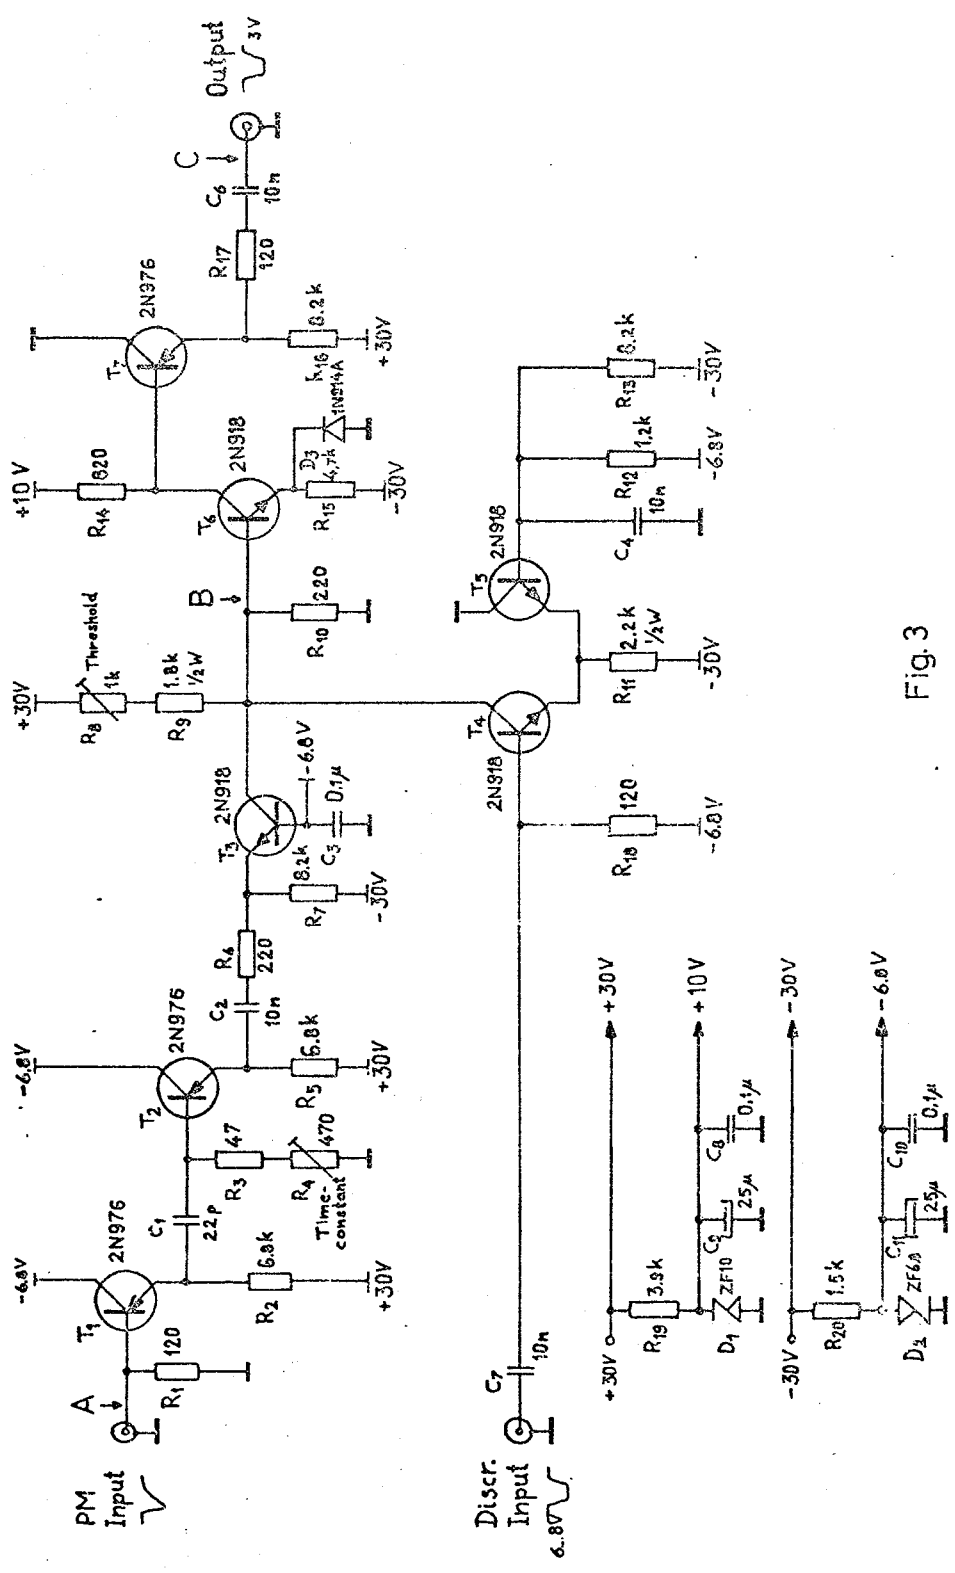 PM
Input
A
R1
120
T1
2N976
-6.8V
R2
6.8k
+30V
C1
22p
R3
47
R4
470
Time-
constant
T2
2N976
-6.8V
R5
6.8k
+30V
C2
10n
R6
220
R7
8.2k
-30V
T3
2N918
-6.8V
C3
0.1µ
+30V
R8
1k
Threshold
R9
1.8k
½W
B
R10
220
T6
2N918
+10V
R14
820
R15
4,7k
-30V
D3
1N914A
T7
2N976
R16
8.2k
+30V
R17
120
C6
10n
C
Output
3V
Discr.
Input
6.8V
C7
10n
R18
120
-6.8V
T4
2N918
R11
2.2k
½W
-30V
T5
2N918
C4
10n
R12
1.2k
-6.8V
R13
8.2k
-30V
+30V
+30V
R19
3.9k
D1
ZF10
C9
25µ
C8
0.1µ
+10V
-30V
-30V
R20
1.5k
D2
ZF6.8
C11
25µ
C10
0.1µ
-6.8V
Fig.3